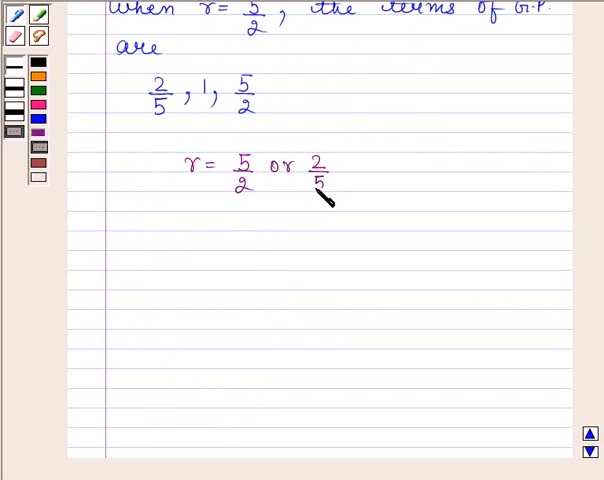 When r = 5/2, the terms of G.P.
are
2/5, 1, 5/2
r = 5/2 or 2/5